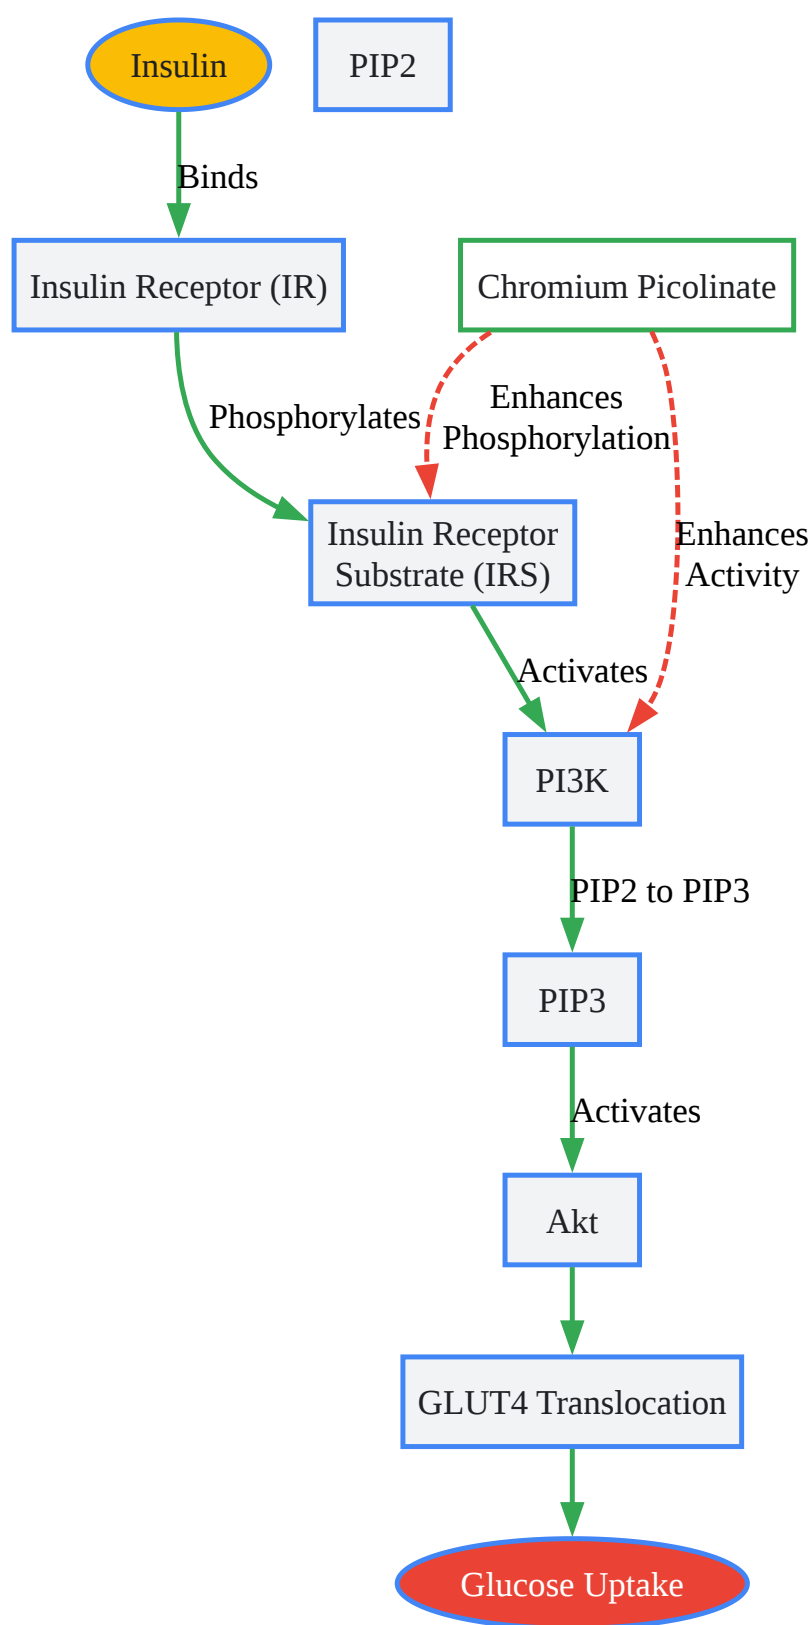 Insulin
PIP2
Binds
Insulin Receptor (IR)
Chromium Picolinate
Phosphorylates
Enhances
Phosphorylation
Insulin Receptor
Substrate (IRS)
Enhances
Activity
Activates
PI3K
PIP2 to PIP3
PIP3
Activates
Akt
GLUT4 Translocation
Glucose Uptake